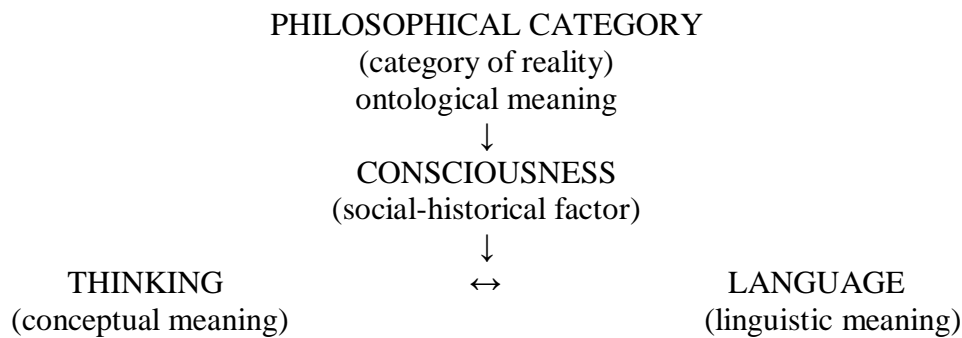 PHILOSOPHICAL CATEGORY
(category of reality)
ontological meaning
↓
CONSCIOUSNESS
(social-historical factor)
↓
THINKING ↔ LANGUAGE
(conceptual meaning) (linguistic meaning)